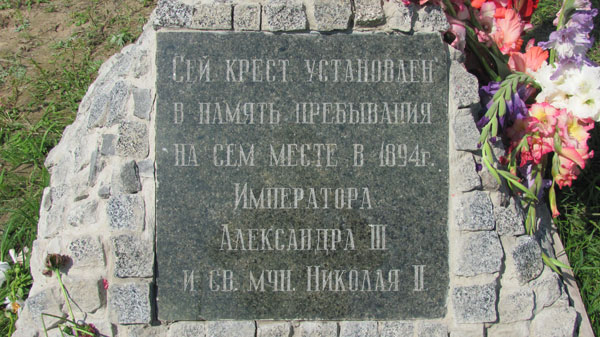 Сей крест установлен
в память пребывания
на сем месте в 1894г.
Императора
Александра III
и св. мчн. Николая II